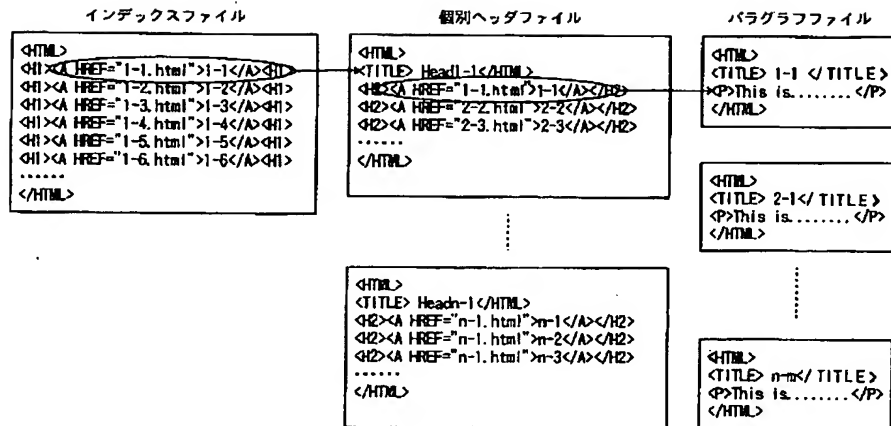 インデックスファイル
<HTML>
<H1><A HREF="1-1.html">1-1</A><H1>
<H1><A HREF="1-2.html">1-2</A><H1>
<H1><A HREF="1-3.html">1-3</A><H1>
<H1><A HREF="1-4.html">1-4</A><H1>
<H1><A HREF="1-5.html">1-5</A><H1>
<H1><A HREF="1-6.html">1-6</A><H1>
......
</HTML>
個別ヘッダファイル
<HTML>
<TITLE> Head1-1</HTML>
<H2><A HREF="1-1.html">1-1</A></H2>
<H2><A HREF="2-2.html">2-2</A></H2>
<H2><A HREF="2-3.html">2-3</A></H2>
......
</HTML>
<HTML>
<TITLE> Headn-1</HTML>
<H2><A HREF="n-1.html">n-1</A></H2>
<H2><A HREF="n-1.html">n-2</A></H2>
<H2><A HREF="n-1.html">n-3</A></H2>
......
</HTML>
パラグラフファイル
<HTML>
<TITLE> 1-1 </TITLE>
<P>This is........</P>
</HTML>
<HTML>
<TITLE> 2-1</TITLE>
<P>This is........</P>
</HTML>
<HTML>
<TITLE> n-m</TITLE>
<P>This is........</P>
</HTML>